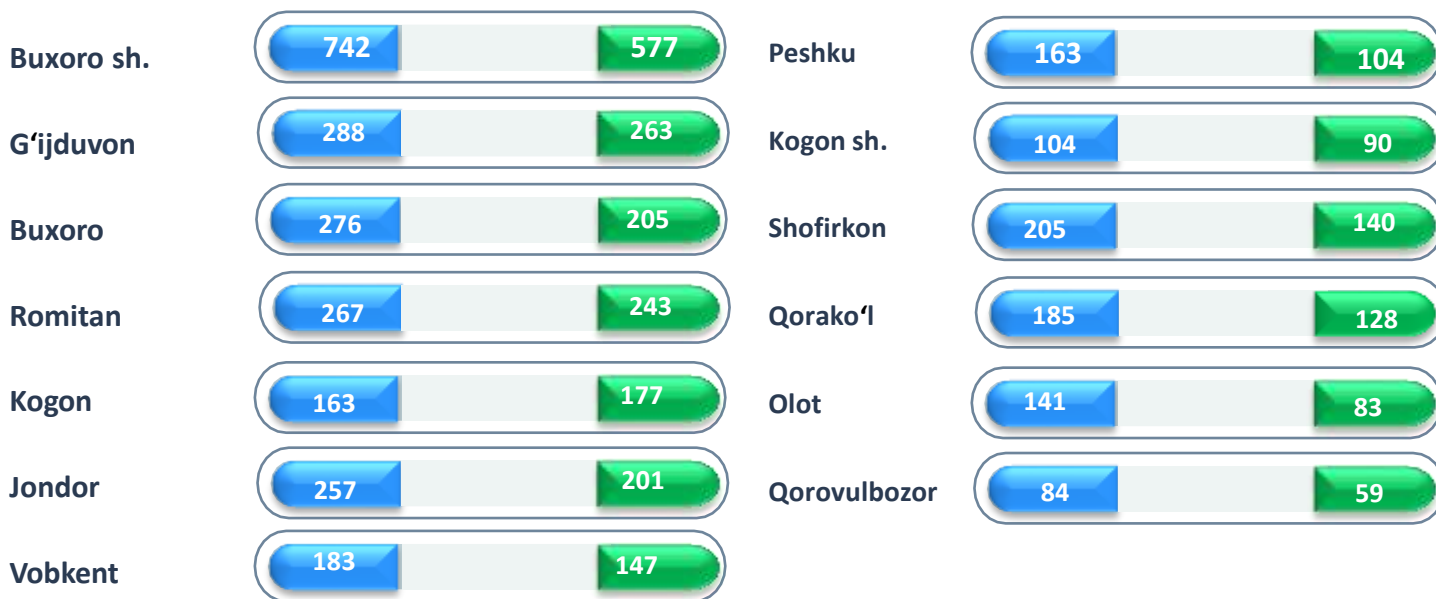 Buxoro sh. 742 577
G‘ijduvon 288 263
Buxoro 276 205
Romitan 267 243
Kogon 163 177
Jondor 257 201
Vobkent 183 147
Peshku 163 104
Kogon sh. 104 90
Shofirkon 205 140
Qorako‘l 185 128
Olot 141 83
Qorovulbozor 84 59